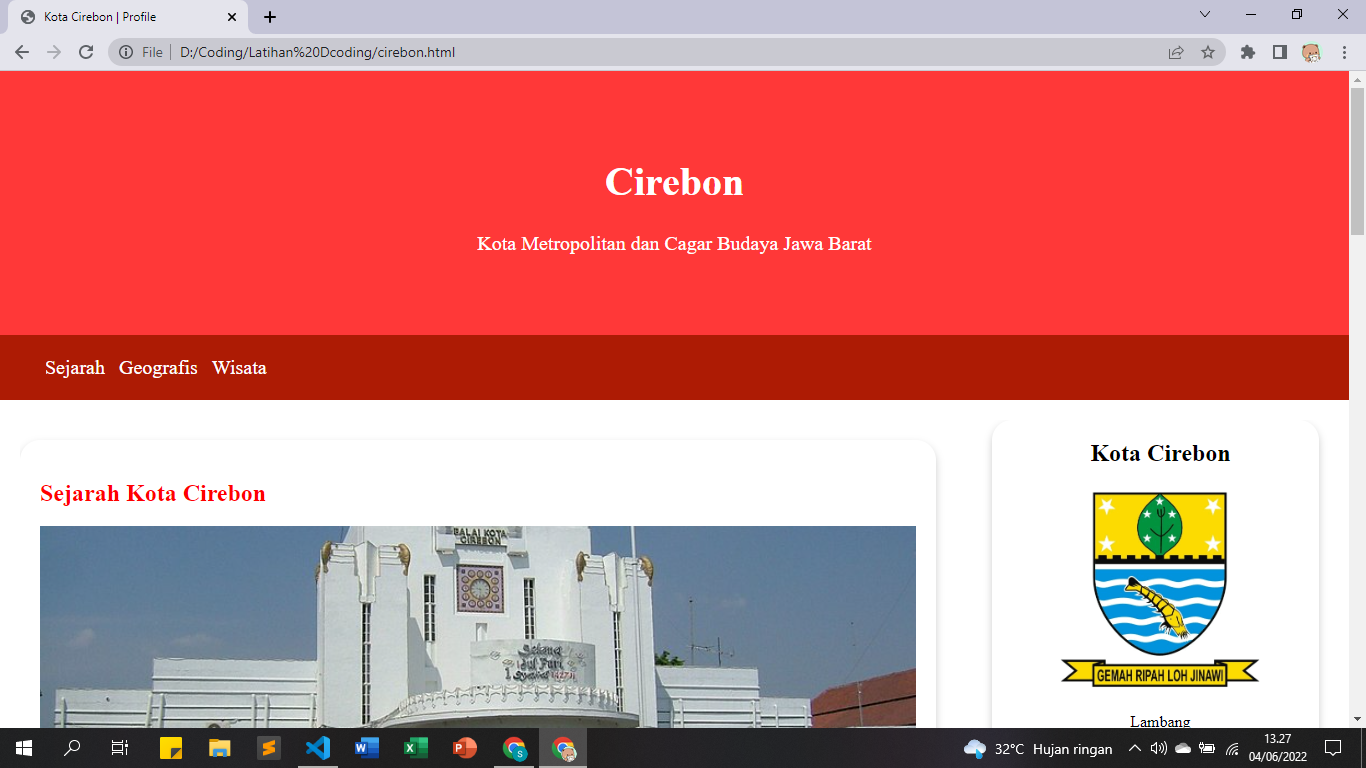 Kota Cirebon | Profile
File
D:/Coding/Latihan%20Dcoding/cirebon.html
Cirebon
Kota Metropolitan dan Cagar Budaya Jawa Barat
Sejarah Geografis Wisata
Sejarah Kota Cirebon
BALAI KOTA
CIREBON
Selamat
Idul Fitri
1 Syawal
Kota Cirebon
GEMAH RIPAH LOH JINAWI
Lambang
32°C Hujan ringan
13.27
04/06/2022